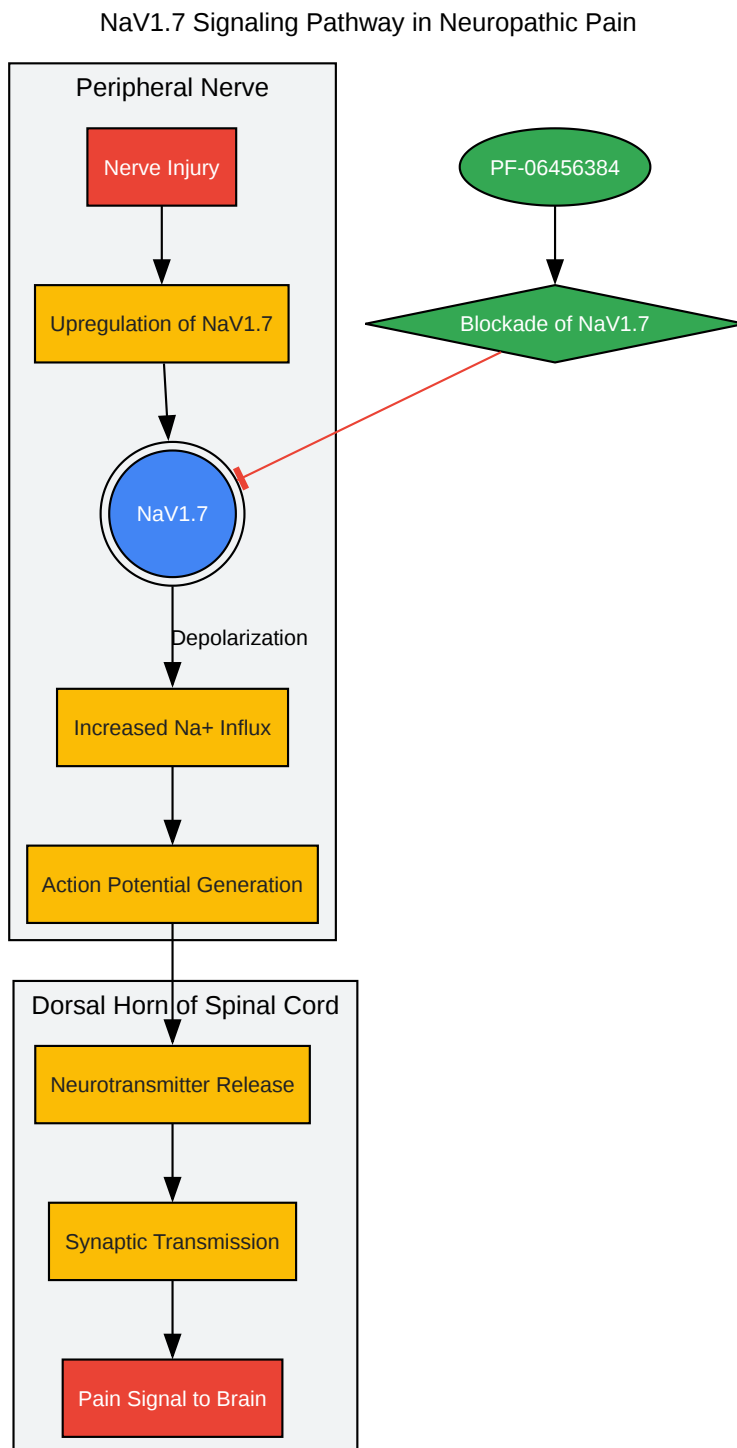 NaV1.7 Signaling Pathway in Neuropathic Pain
Peripheral Nerve
Nerve Injury
PF-06456384
Upregulation of NaV1.7
Blockade of NaV1.7
NaV1.7
Depolarization
Increased Na+ Influx
Action Potential Generation
Dorsal Horn of Spinal Cord
Neurotransmitter Release
Synaptic Transmission
Pain Signal to Brain